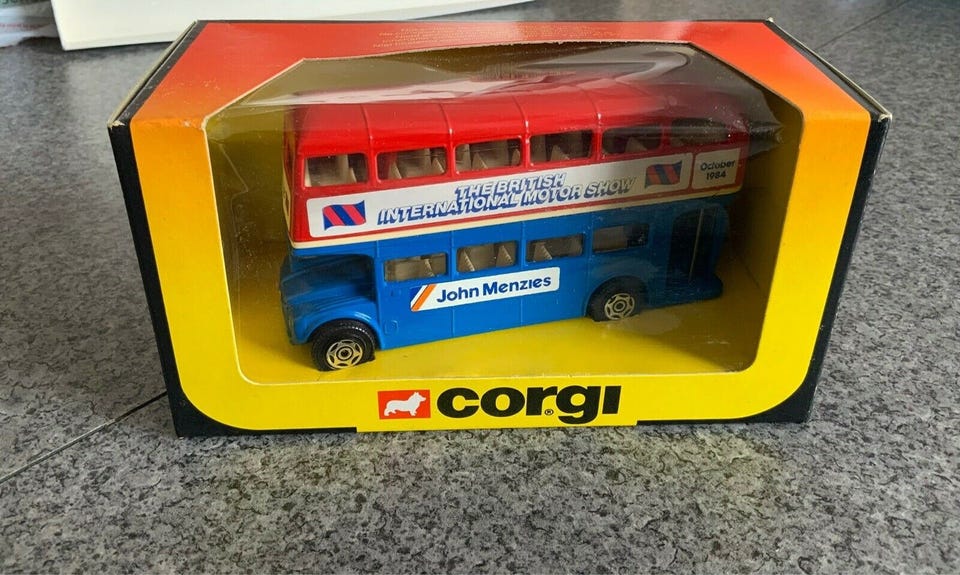 THE BRITISH
INTERNATIONAL MOTOR SHOW
October
1984
John Menzies
CORGI®